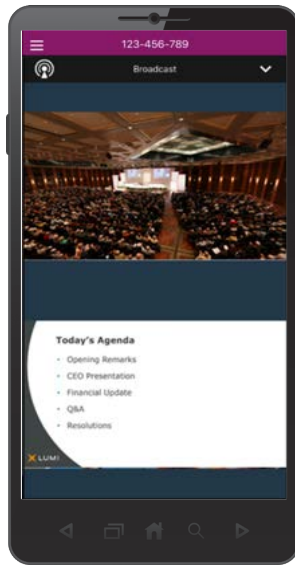 123-456-789
Broadcast
Today's Agenda
• Opening Remarks
• CEO Presentation
• Financial Update
• Q&A
• Resolutions
LUMI